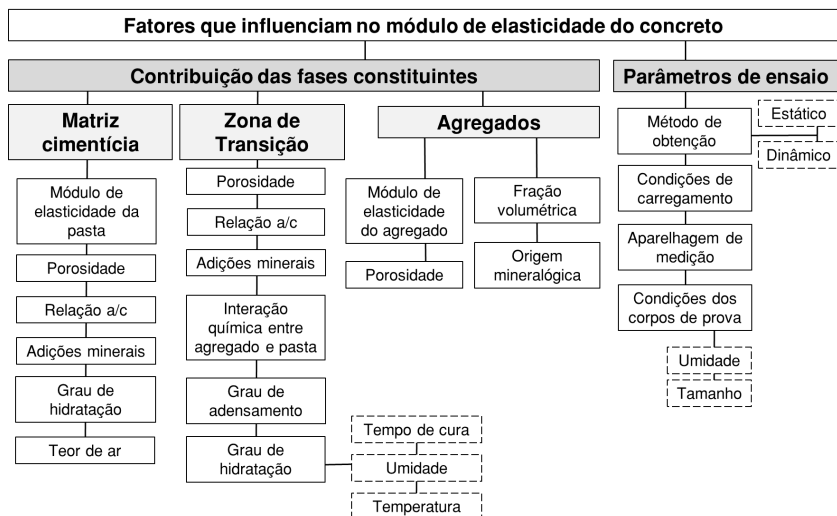 Fatores que influenciam no módulo de elasticidade do concreto
Contribuição das fases constituintes
Parâmetros de ensaio
Matriz
cimentícia
Módulo de
elasticidade da
pasta
Porosidade
Relação a/c
Adições minerais
Grau de
hidratação
Teor de ar
Zona de
Transição
Porosidade
Relação a/c
Adições minerais
Interação
química entre
agregado e pasta
Grau de
adensamento
Grau de
hidratação
Tempo de cura
Umidade
Temperatura
Agregados
Módulo de
elasticidade
do agregado
Porosidade
Fração
volumétrica
Origem
mineralógica
Método de
obtenção
Estático
Dinâmico
Condições de
carregamento
Aparelhagem de
medição
Condições dos
corpos de prova
Umidade
Tamanho